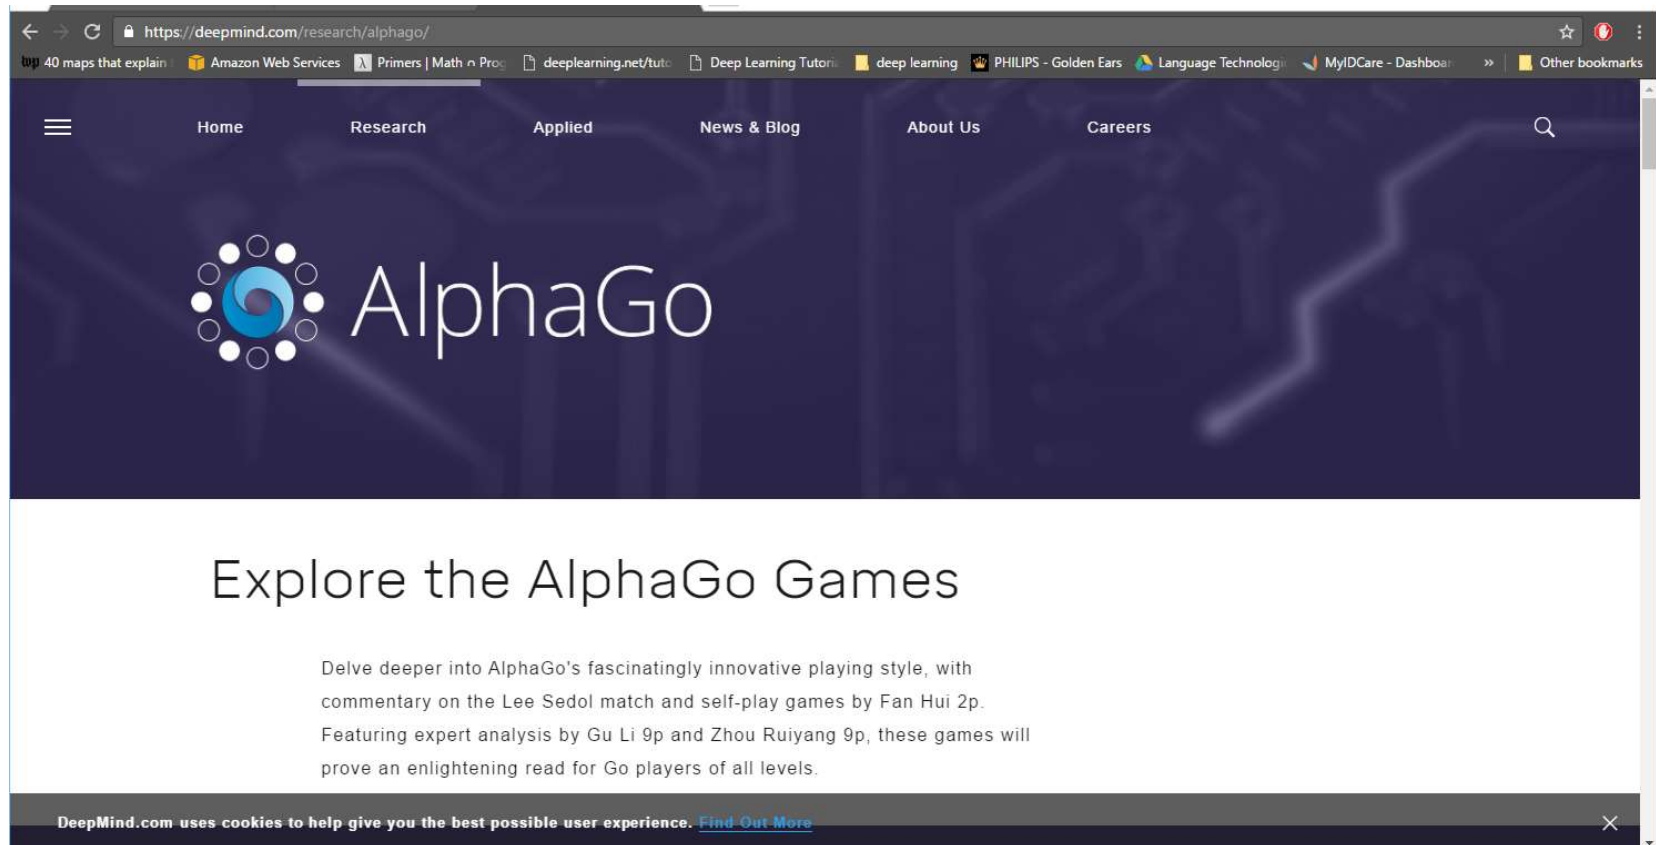 https://deepmind.com/research/alphago/
40 maps that explain Amazon Web Services Primers | Math ∩ Prog deeplearning.net/tuto Deep Learning Tutori deep learning PHILIPS - Golden Ears Language Technologi MyIDCare - Dashboar » Other bookmarks
Home Research Applied News & Blog About Us Careers
AlphaGo
Explore the AlphaGo Games
Delve deeper into AlphaGo's fascinatingly innovative playing style, with
commentary on the Lee Sedol match and self-play games by Fan Hui 2p.
Featuring expert analysis by Gu Li 9p and Zhou Ruiyang 9p, these games will
prove an enlightening read for Go players of all levels.
DeepMind.com uses cookies to help give you the best possible user experience. Find Out More